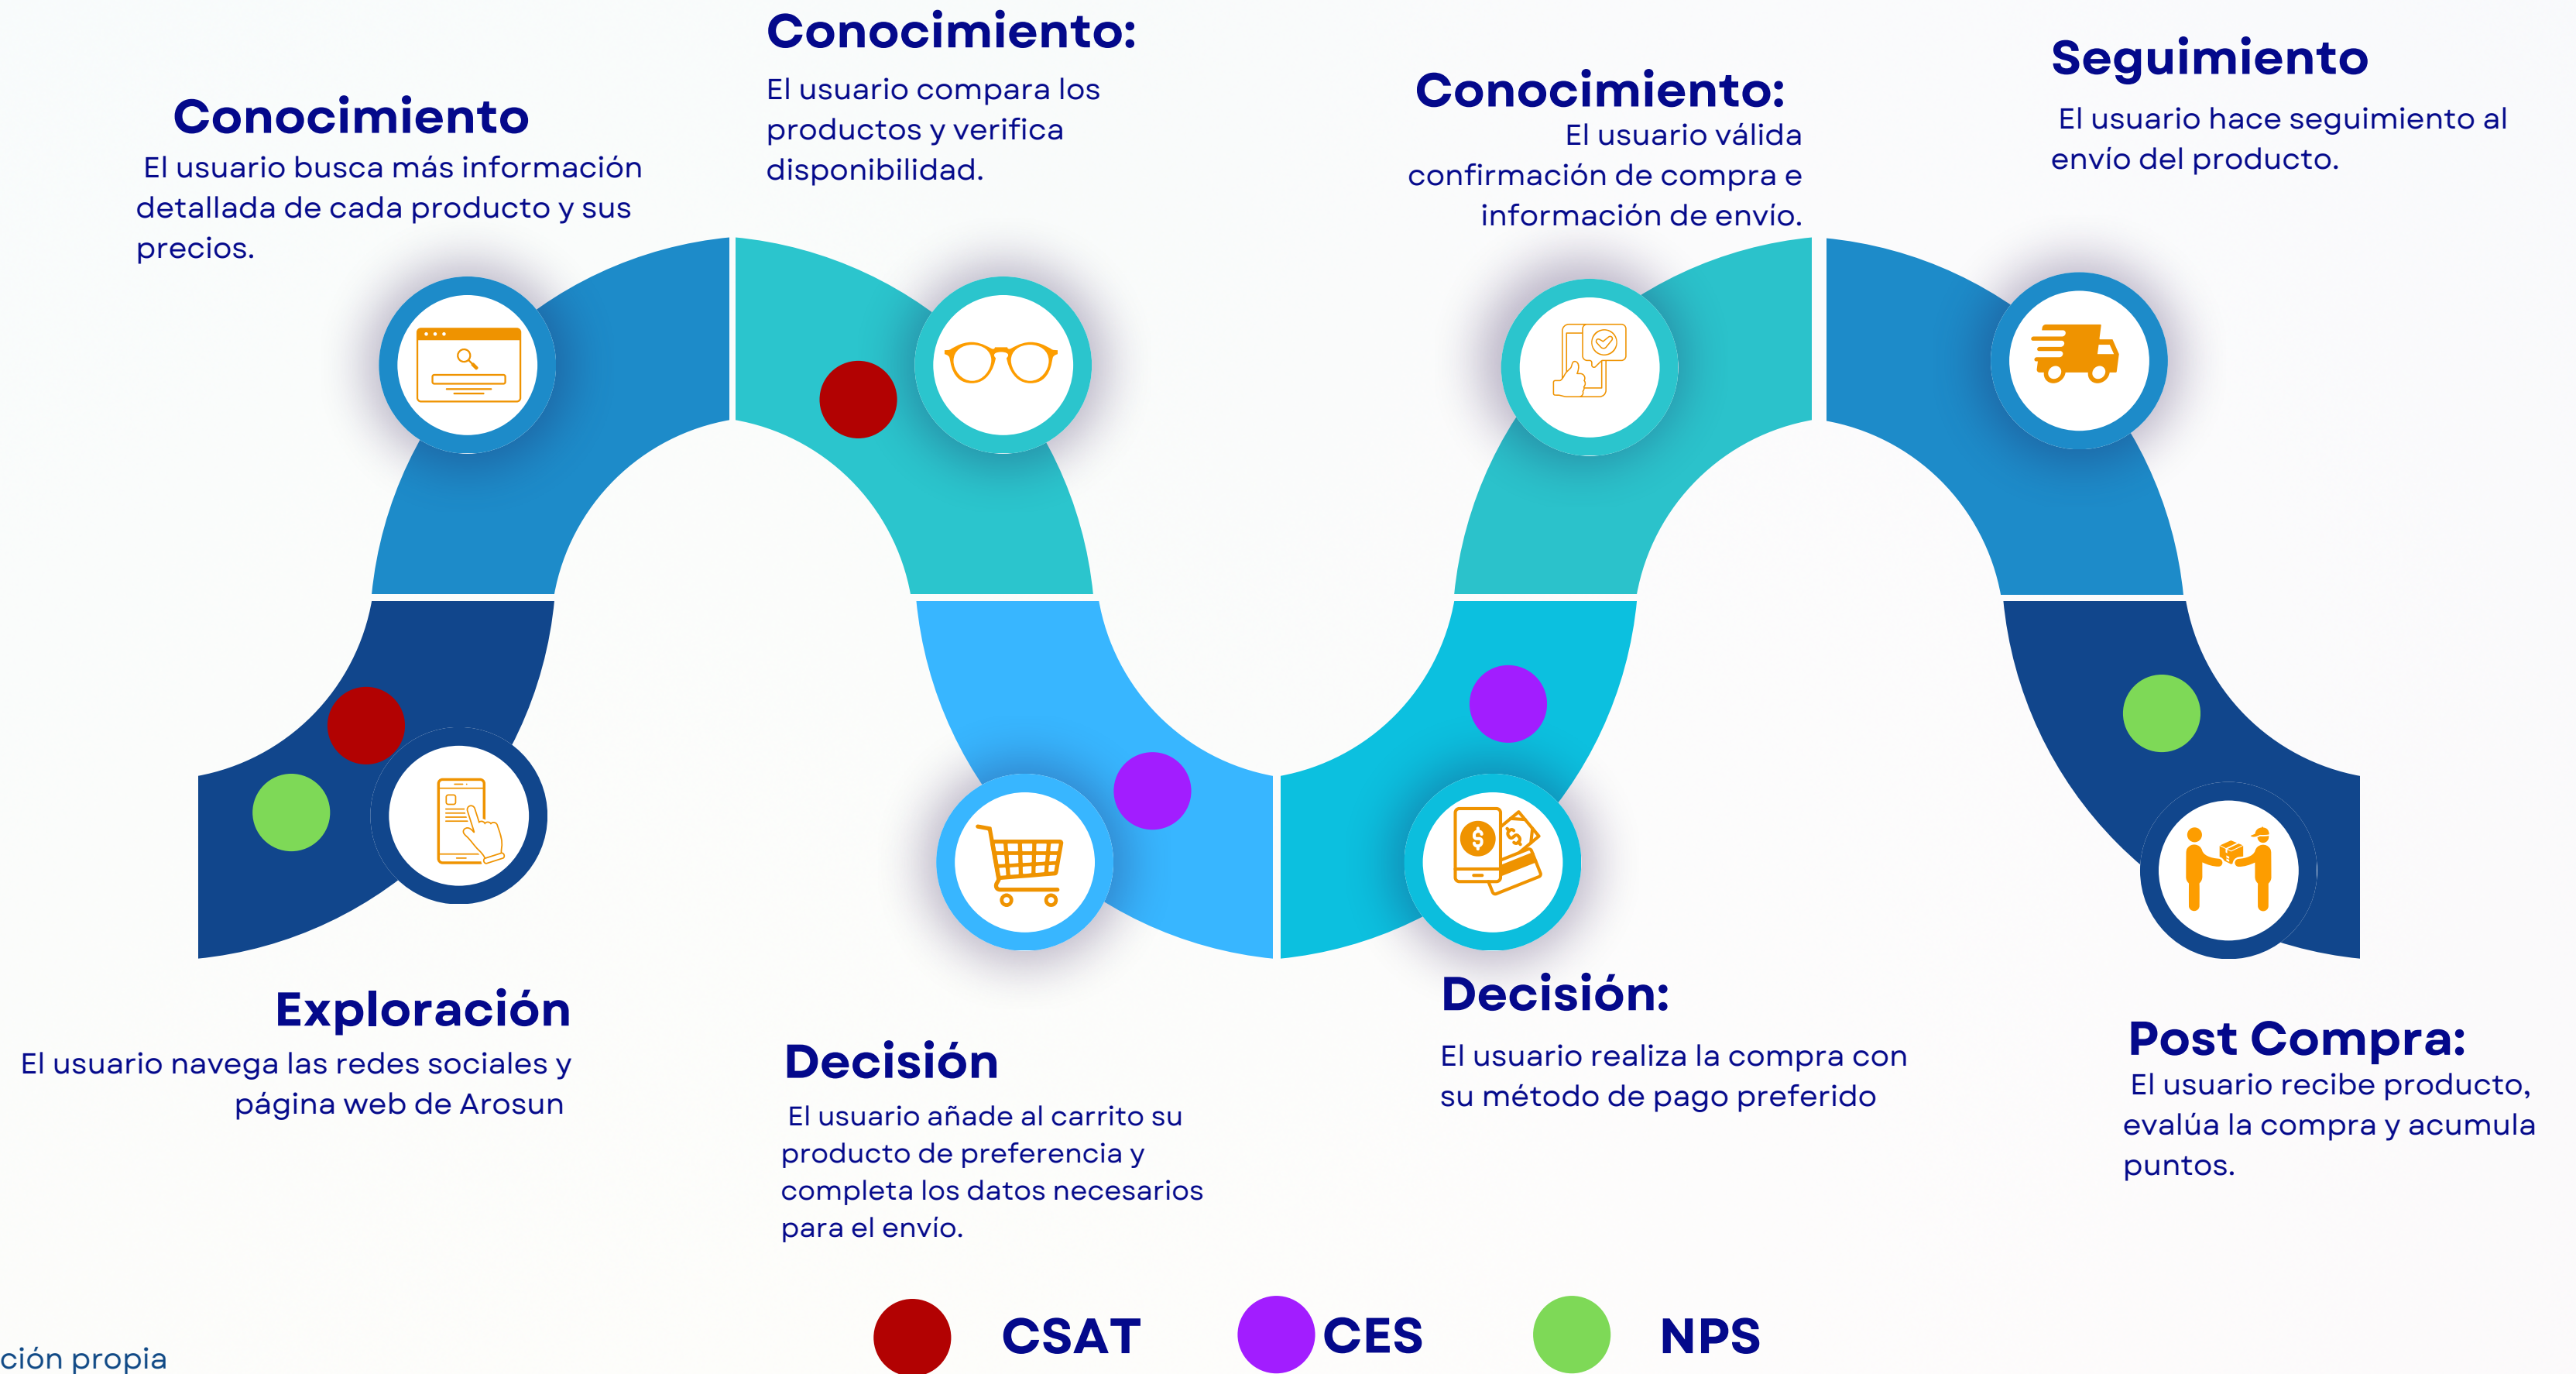 Conocimiento
El usuario busca más información
detallada de cada producto y sus
precios.
Conocimiento:
El usuario compara los
productos y verifica
disponibilidad.
Conocimiento:
El usuario válida
confirmación de compra e
información de envío.
Seguimiento
El usuario hace seguimiento al
envío del producto.
Exploración
El usuario navega las redes sociales y
página web de Arosun
Decisión
El usuario añade al carrito su
producto de preferencia y
completa los datos necesarios
para el envío.
Decisión:
El usuario realiza la compra con
su método de pago preferido
Post Compra:
El usuario recibe producto,
evalúa la compra y acumula
puntos.
CSAT
CES
NPS
ción propia